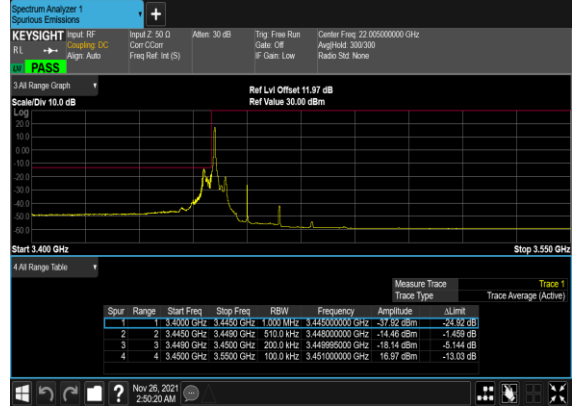 Spectrum Analyzer 1
Spurious Emissions
KEYSIGHT Input: RF Input Z: 50 Ω Atten: 30 dB Trig: Free Run Center Freq: 22.005000000 GHz
RL Coupling: DC Corr CCorr Gate: Off Avg|Hold: 300/300
Align: Auto Freq Ref: Int (S) IF Gain: Low Radio Std: None
LW PASS
3 All Range Graph
Ref Lvl Offset 11.97 dB
Scale/Div 10.0 dB Ref Value 30.00 dBm
Log
20.0
10.0
0.00
-10.0
-20.0
-30.0
-40.0
-50.0
-60.0
Start 3.400 GHz Stop 3.550 GHz
4 All Range Table
Measure Trace Trace 1
Trace Type Trace Average (Active)
Spur Range Start Freq Stop Freq RBW Frequency Amplitude ΔLimit
1 1 3.4000 GHz 3.4450 GHz 1.000 MHz 3.445000000 GHz -37.92 dBm -24.92 dB
2 2 3.4450 GHz 3.4490 GHz 510.0 kHz 3.448000000 GHz -14.46 dBm -1.459 dB
3 3 3.4490 GHz 3.4500 GHz 200.0 kHz 3.449995000 GHz -18.14 dBm -5.144 dB
4 4 3.4500 GHz 3.5500 GHz 100.0 kHz 3.451000000 GHz 16.97 dBm -13.03 dB
? Nov 26, 2021
2:50:20 AM